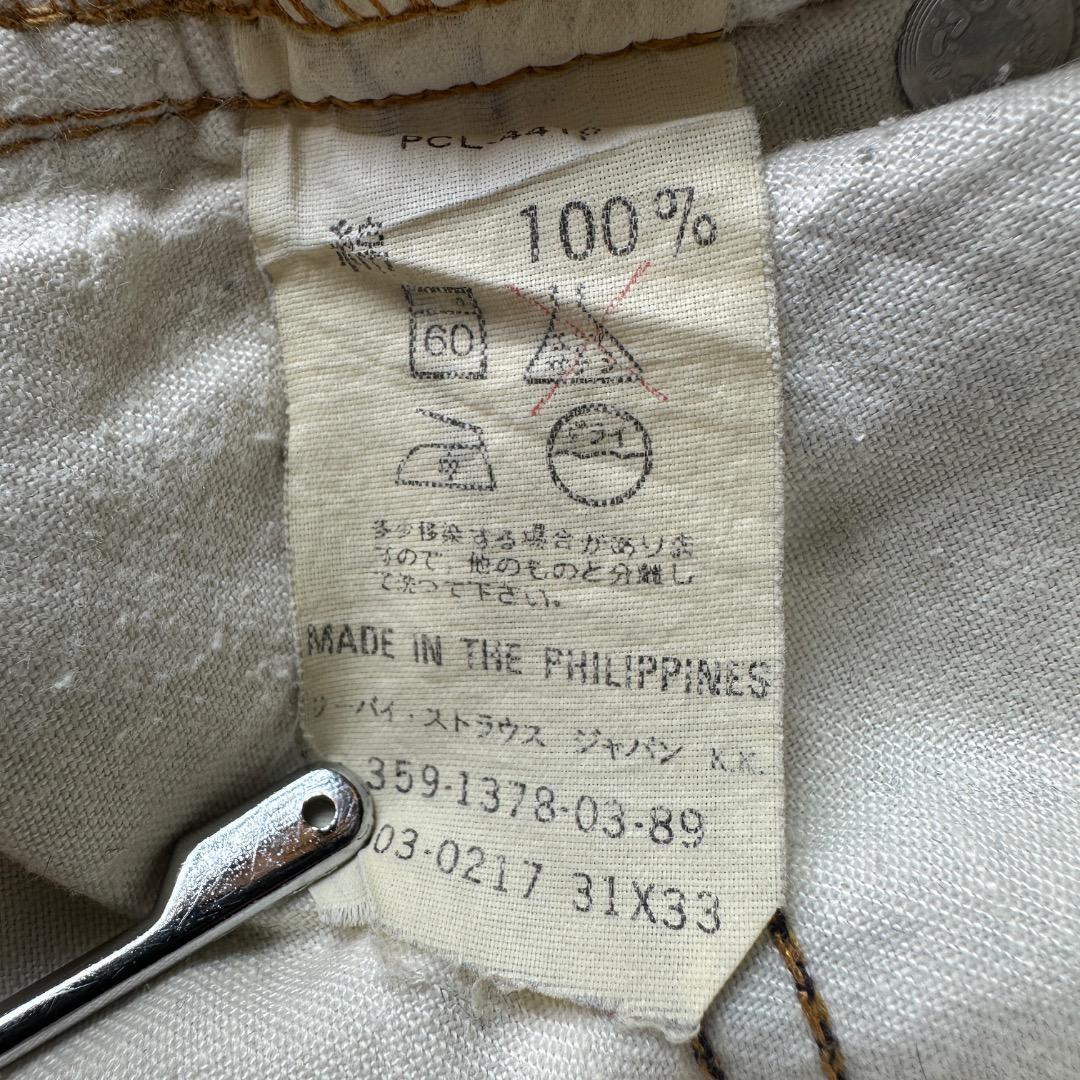 綿 100%
60
ドライ
多少移染する場合がありま
すので、他のものと分離し
て洗って下さい。
MADE IN THE PHILIPPINES
リーバイ・ストラウス ジャパン K.K.
359-1378-03-89
03-0217 31X33